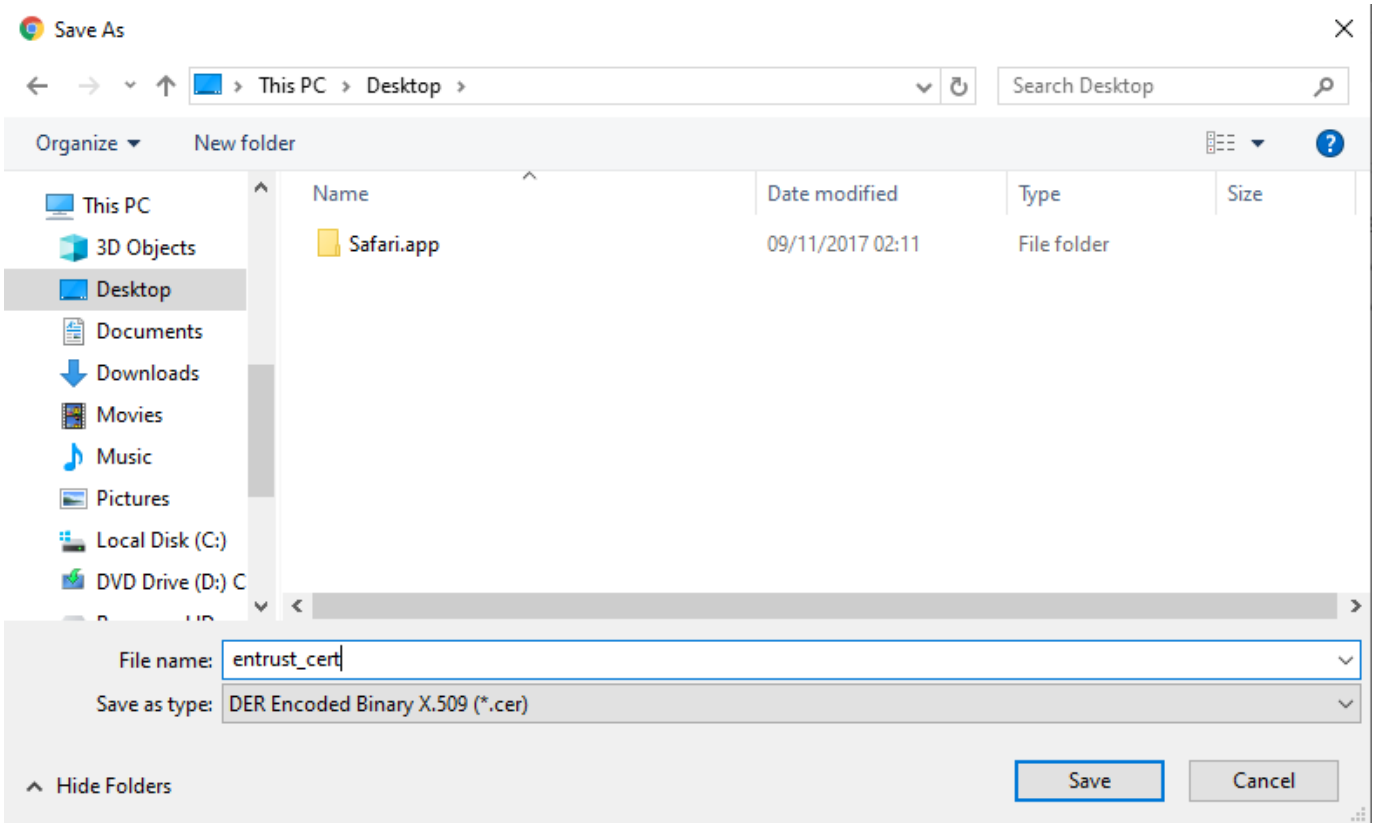 Save As
This PC > Desktop >
Search Desktop
Organize
New folder
?
Name
Date modified
Type
Size
This PC
3D Objects
Desktop
Documents
Downloads
Movies
Music
Pictures
Local Disk (C:)
DVD Drive (D:) C
Safari.app 09/11/2017 02:11 File folder
File name: entrust_cert
Save as type: DER Encoded Binary X.509 (*.cer)
Hide Folders
Save
Cancel